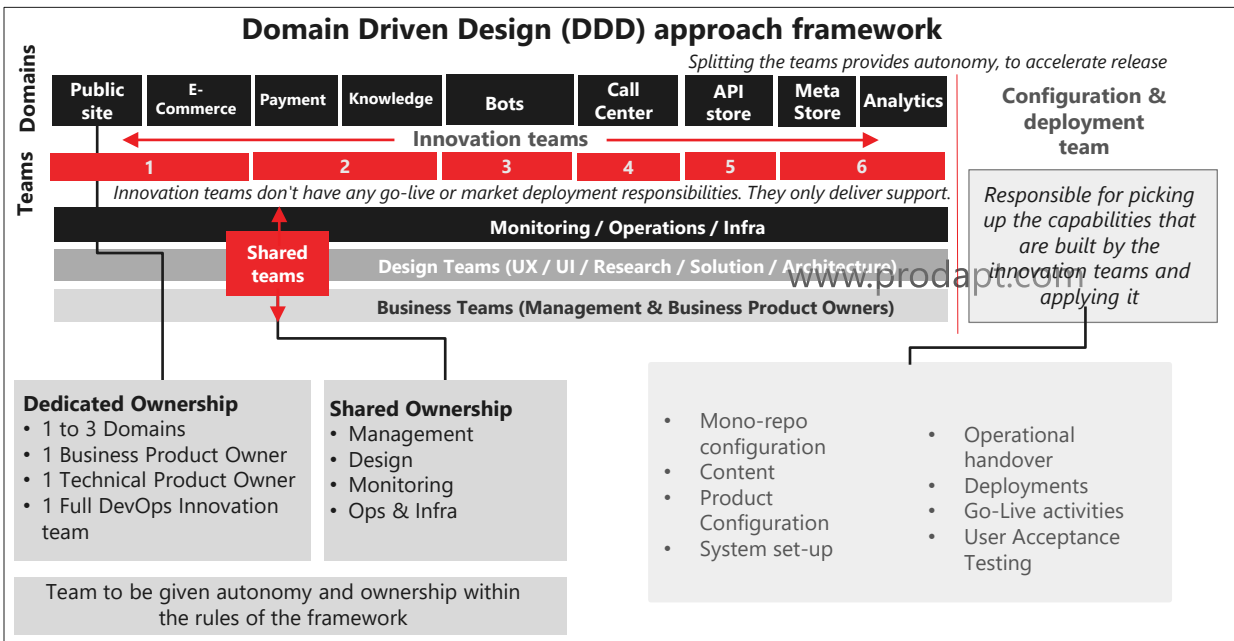 Domain Driven Design (DDD) approach framework
Splitting the teams provides autonomy, to accelerate release
Domains
Public
site
E-
Commerce
Payment
Knowledge
Bots
Call
Center
API
store
Meta
Store
Analytics
Innovation teams
Teams
1
2
3
4
5
6
Innovation teams don't have any go-live or market deployment responsibilities. They only deliver support.
Monitoring / Operations / Infra
Shared
teams
Design Teams (UX / UI / Research / Solution / Architecture)
www.prodapt.com
Business Teams (Management & Business Product Owners)
Configuration &
deployment
team
Responsible for picking
up the capabilities that
are built by the
innovation teams and
applying it
Dedicated Ownership
• 1 to 3 Domains
• 1 Business Product Owner
• 1 Technical Product Owner
• 1 Full DevOps Innovation
team
Shared Ownership
• Management
• Design
• Monitoring
• Ops & Infra
• Mono-repo
configuration
• Content
• Product
Configuration
• System set-up
• Operational
handover
• Deployments
• Go-Live activities
• User Acceptance
Testing
Team to be given autonomy and ownership within
the rules of the framework